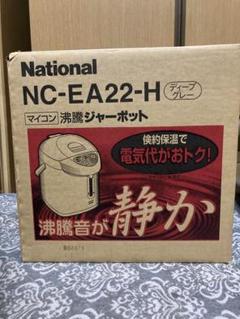 National
NC-EA22-H
ディープ
グレー
マイコン 沸騰ジャーポット
倹約保温で
電気代がおトク!
沸騰音が静か